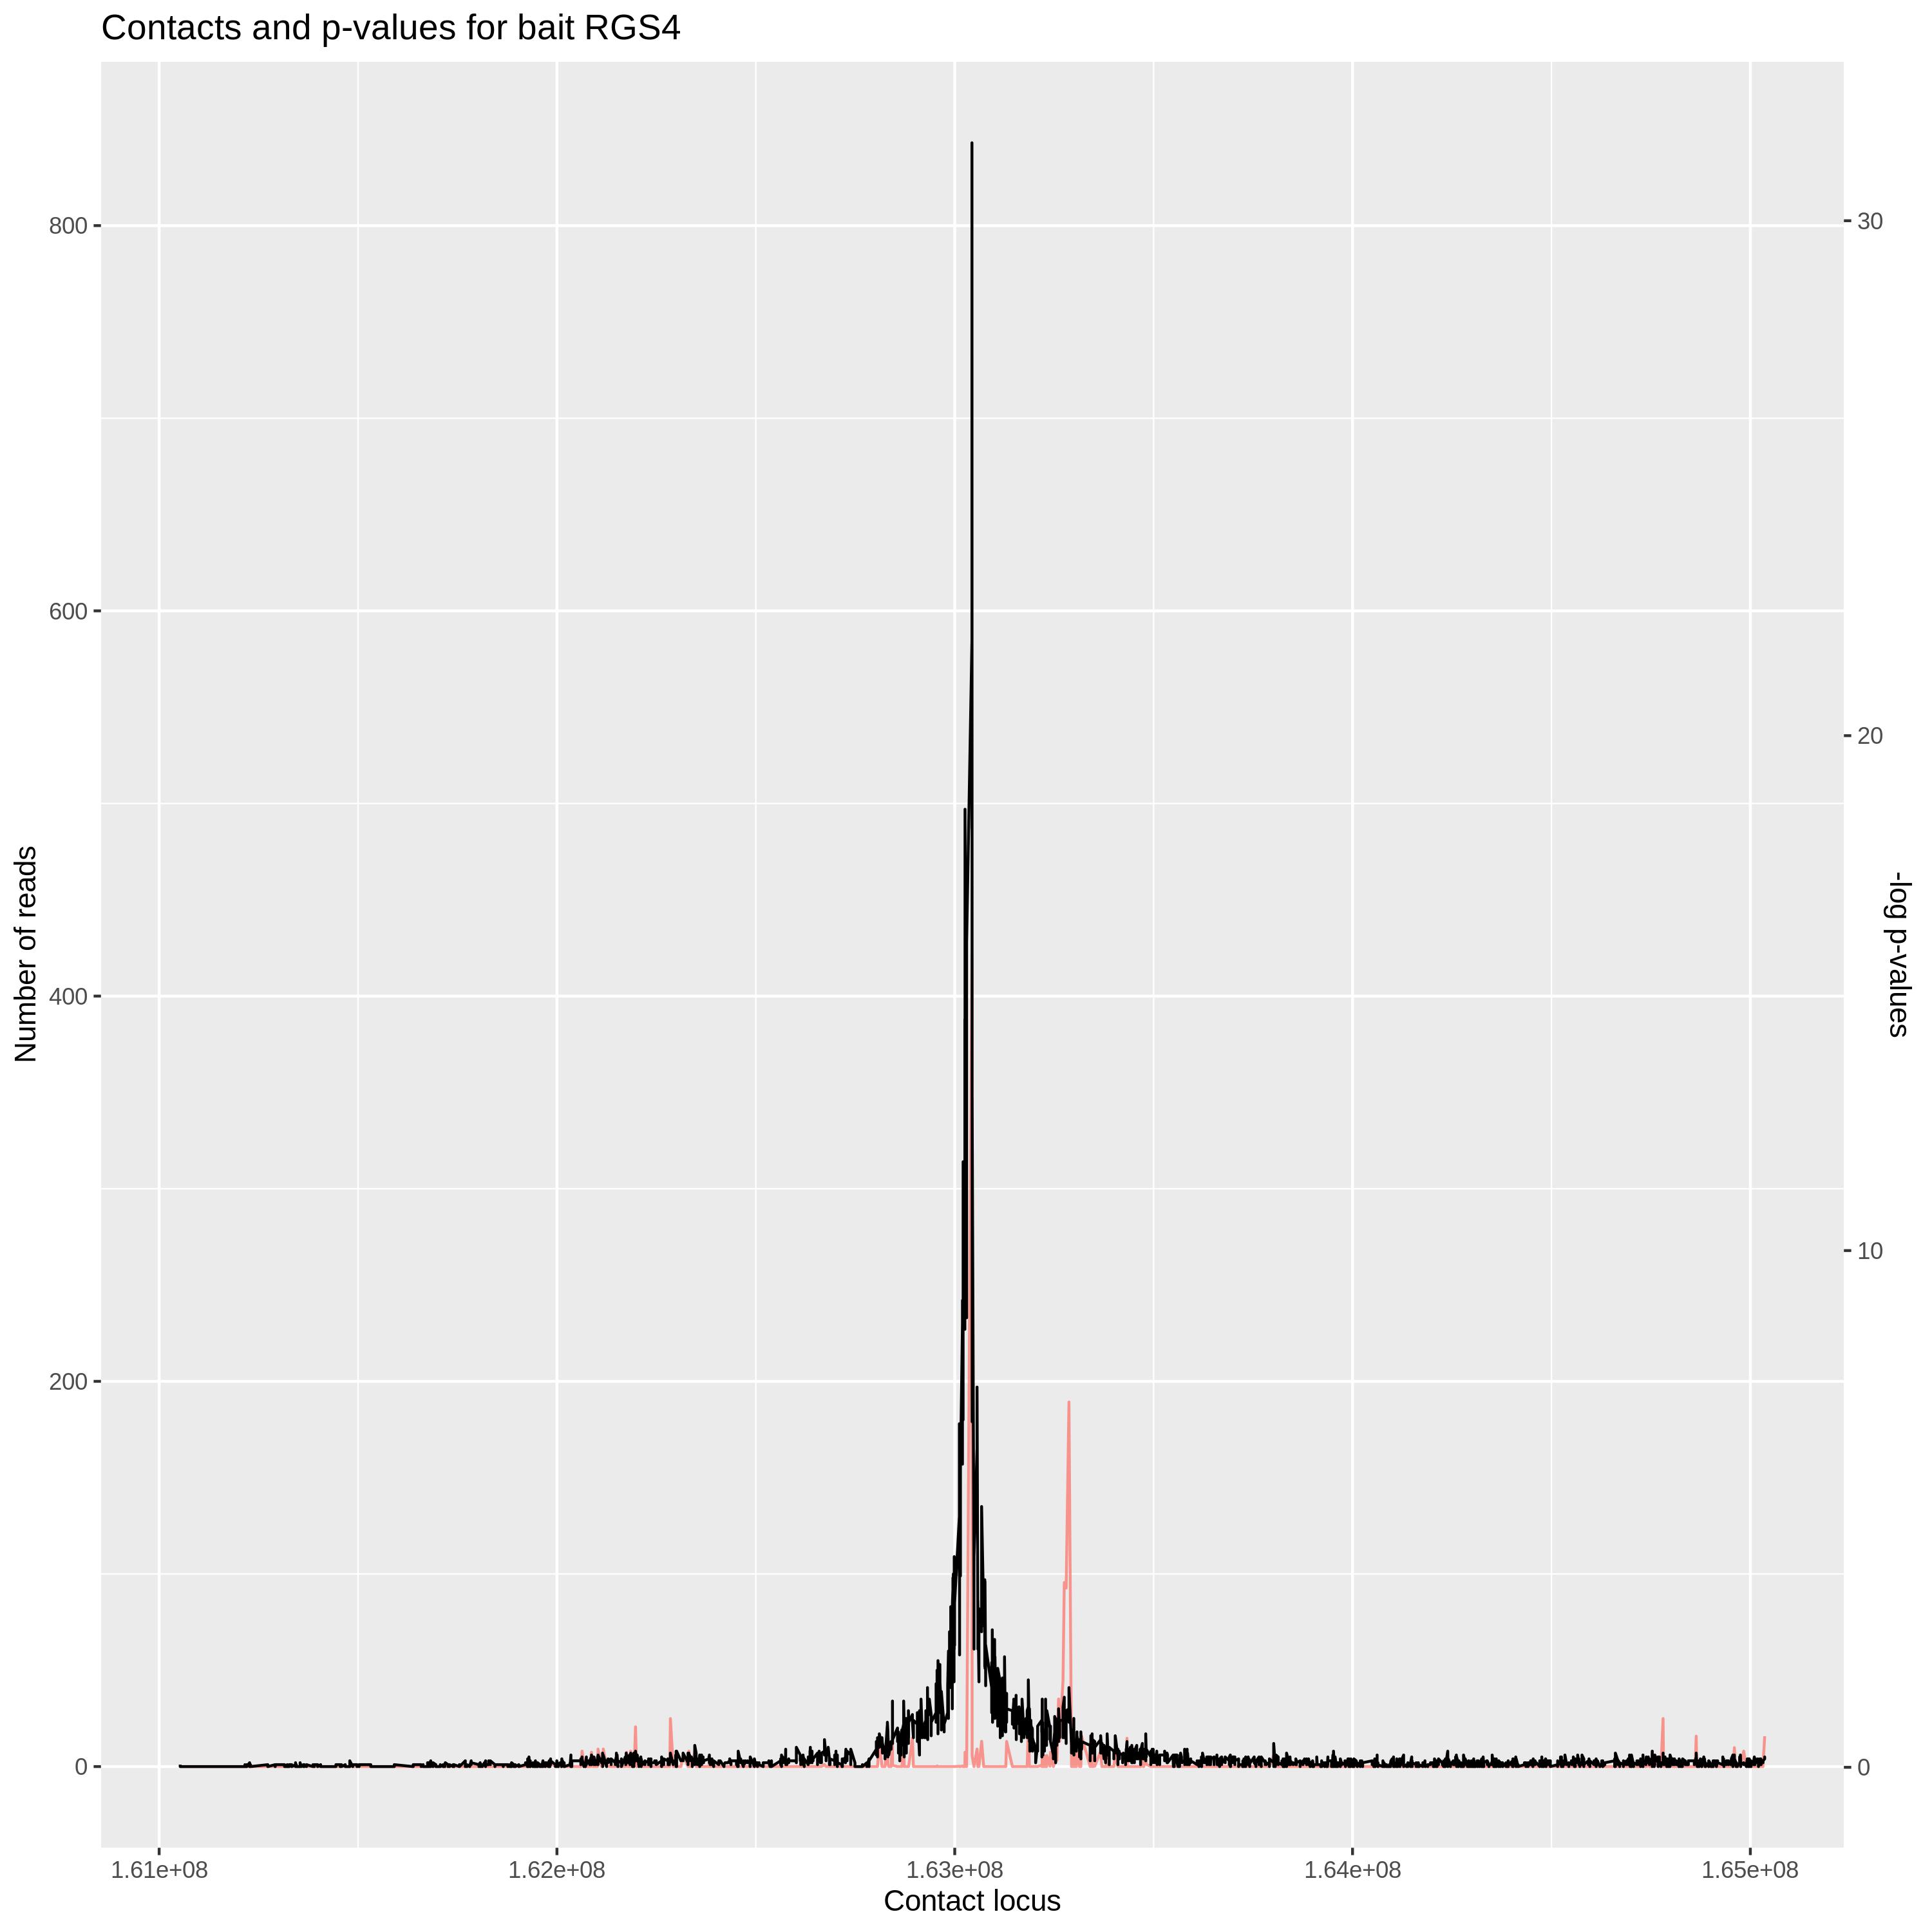 Contacts and p-values for bait RGS4
800
600
400
200
0
Number of reads
30
20
10
0
-log p-values
1.61e+08
1.62e+08
1.63e+08
1.64e+08
1.65e+08
Contact locus